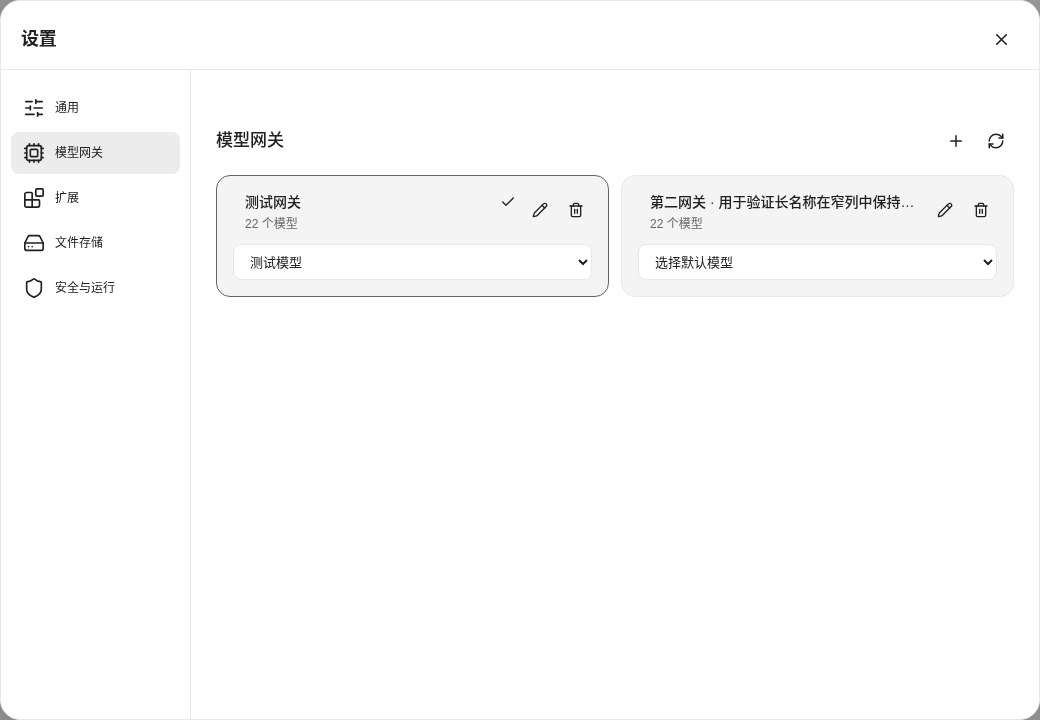 设置
通用
模型网关
扩展
文件存储
安全与运行
模型网关
测试网关
22 个模型
测试模型
第二网关 · 用于验证长名称在窄列中保持…
22 个模型
选择默认模型